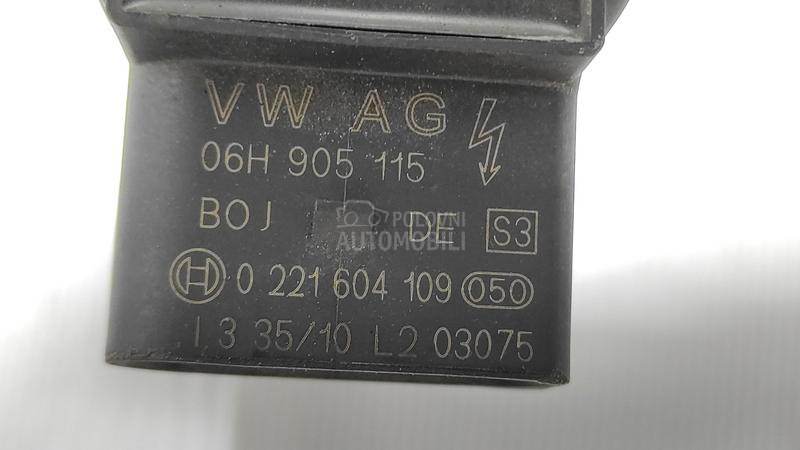 VW AG
06H 905 115
BOJ DE S3
POLOVNI
AUTOMOBILI
0 221 604 109 050
1 3 35/10 L2 03075